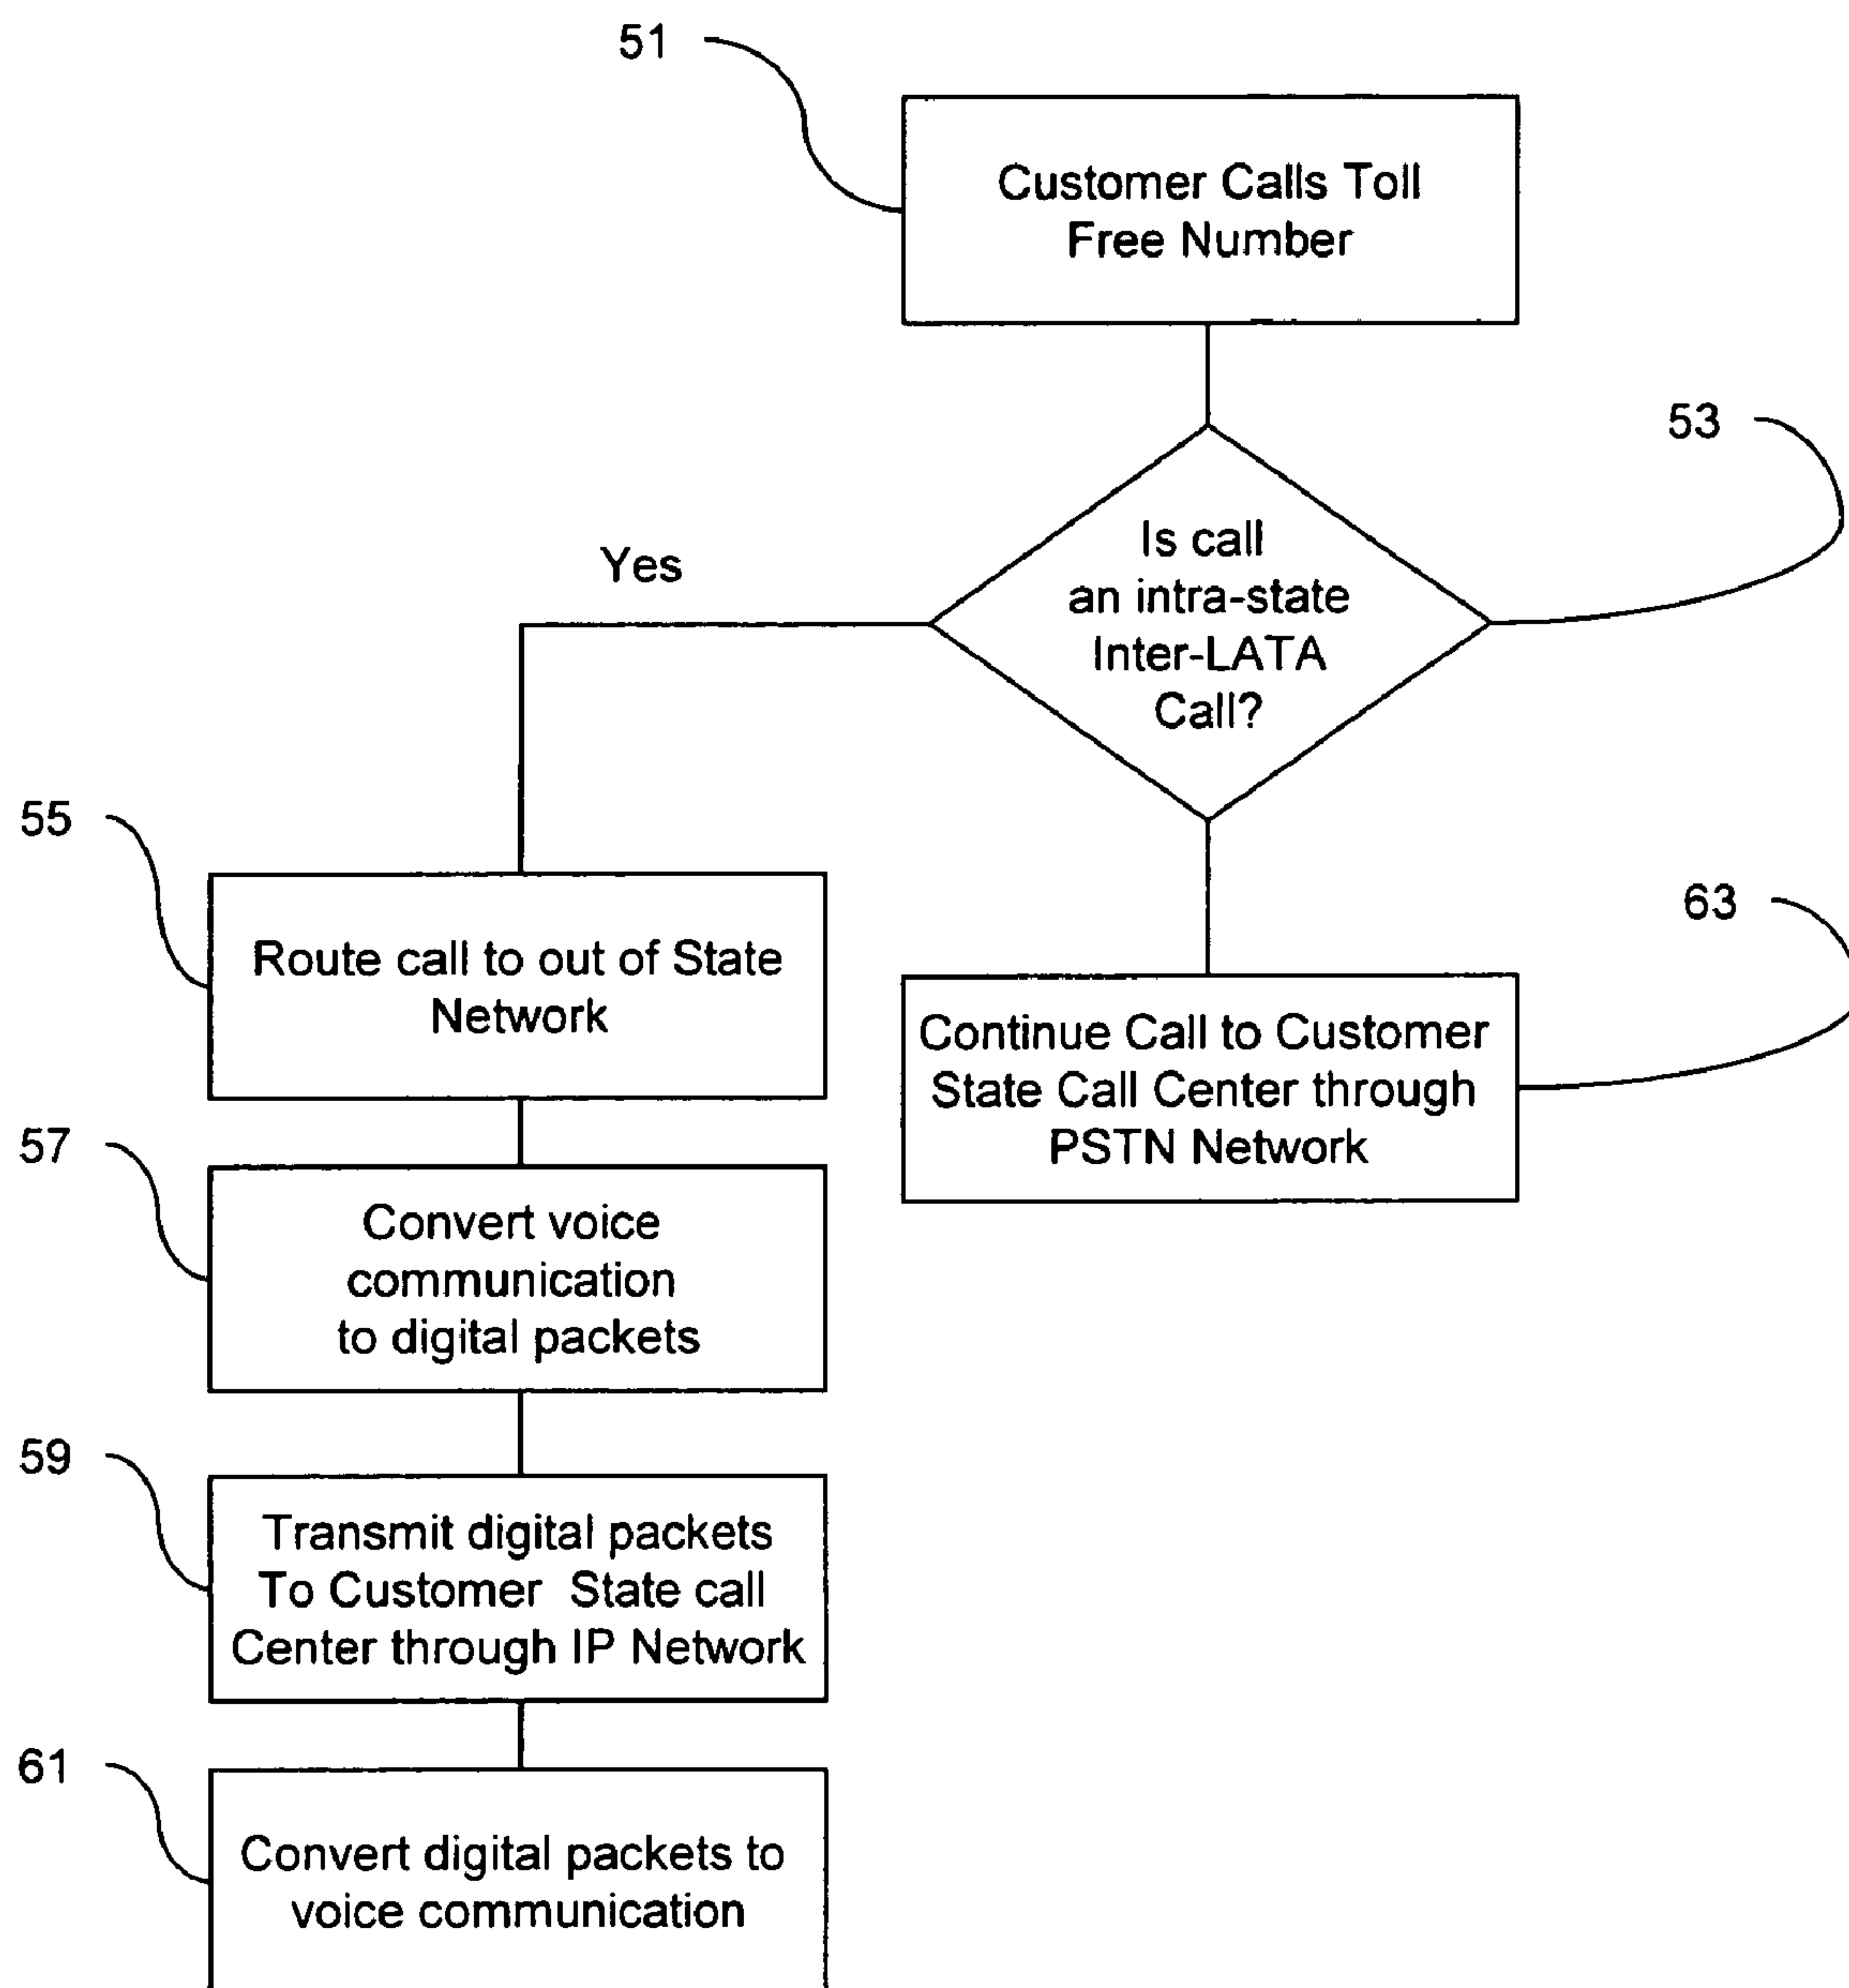 51
Customer Calls Toll
Free Number
53
Is call
an intra-state
Inter-LATA
Call?
Yes
55
Route call to out of State
Network
63
Continue Call to Customer
State Call Center through
PSTN Network
57
Convert voice
communication
to digital packets
59
Transmit digital packets
To Customer State call
Center through IP Network
61
Convert digital packets to
voice communication